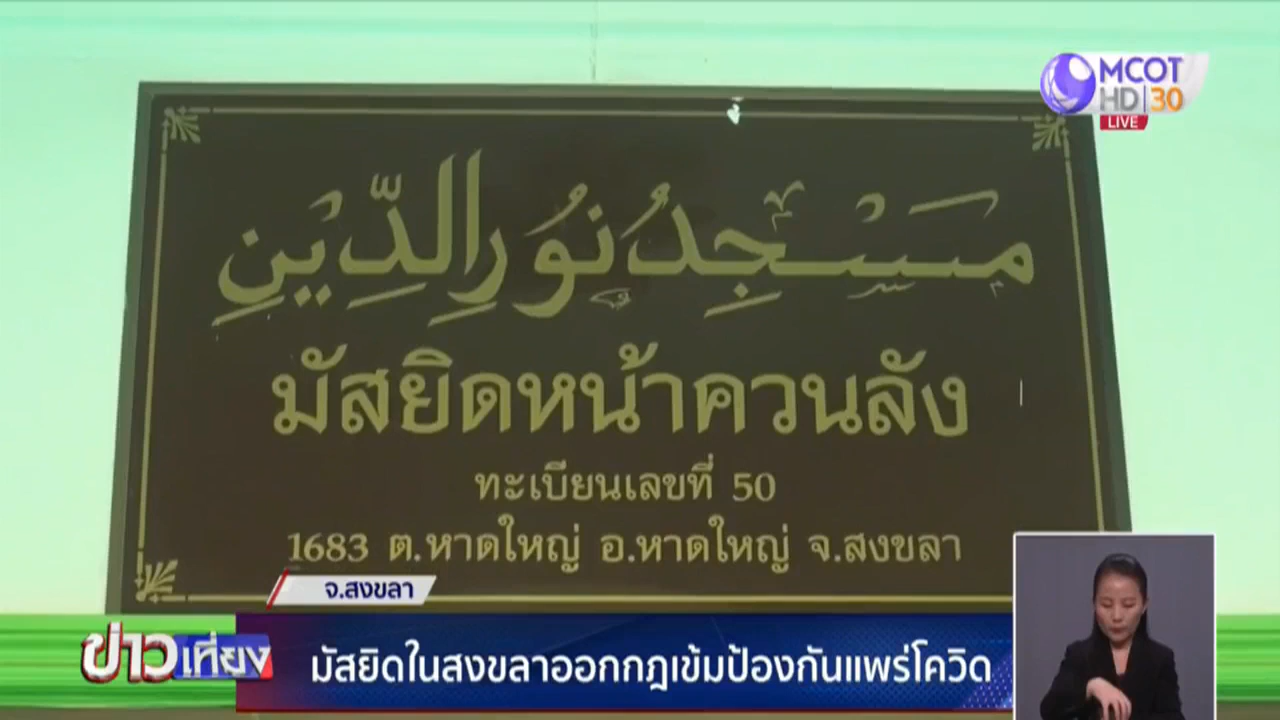 MCOT
HD 30
LIVE
مَسْجِدُ نُورِ الدِّيْنِ
มัสยิดหน้าควนลัง
ทะเบียนเลขที่ 50
1683 ต.หาดใหญ่ อ.หาดใหญ่ จ.สงขลา
จ.สงขลา
ข่าวเที่ยง
มัสยิดในสงขลาออกกฎเข้มป้องกันแพร่โควิด